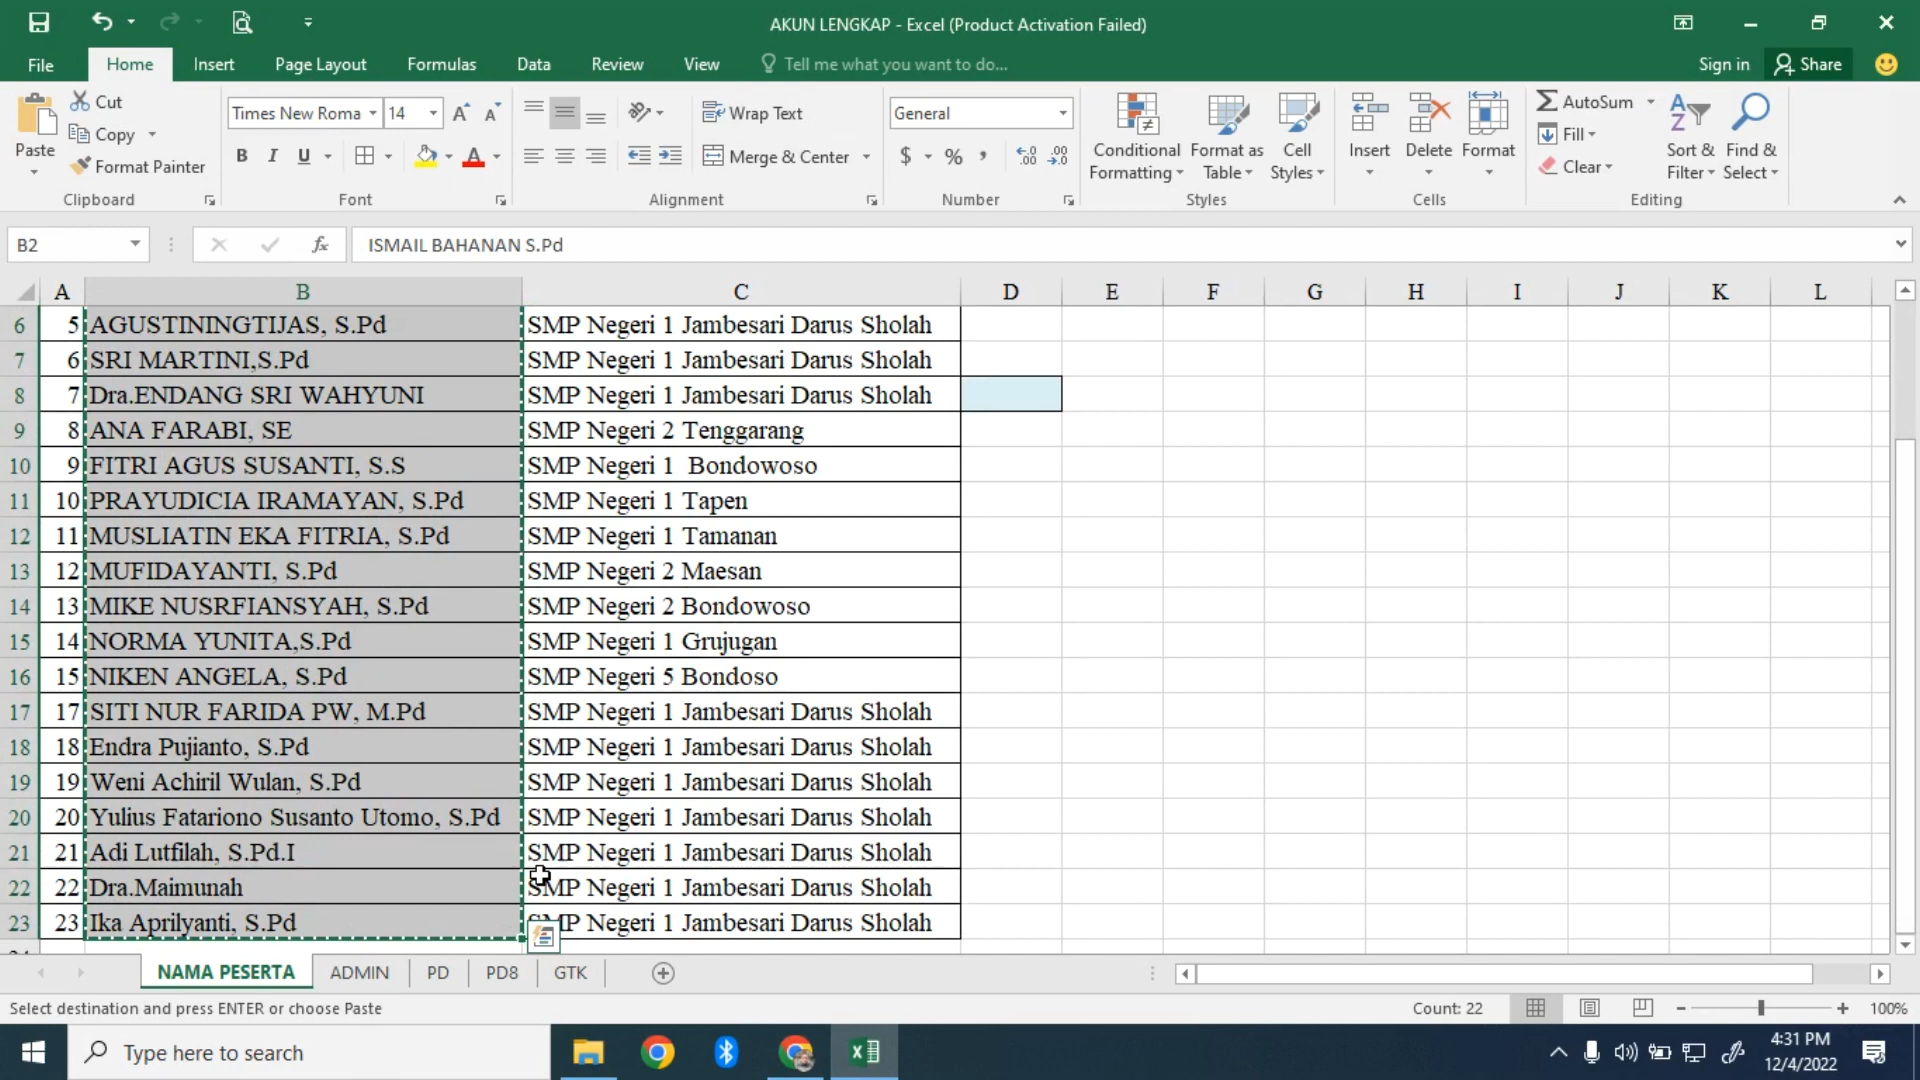 AKUN LENGKAP - Excel (Product Activation Failed)
File Home Insert Page Layout Formulas Data Review View Tell me what you want to do... Sign in Share
Paste Cut Copy Format Painter
Clipboard
Times New Roma 14
B I U
Font
Wrap Text
Merge & Center
Alignment
General
$ % ,
Number
Conditional Formatting
Format as Table
Cell Styles
Styles
Insert Delete Format
Cells
AutoSum
Fill
Clear
Sort & Filter
Find & Select
Editing
B2 fx ISMAIL BAHANAN S.Pd
A B C D E F G H I J K L
6 5 AGUSTININGTIJAS, S.Pd SMP Negeri 1 Jambesari Darus Sholah
7 6 SRI MARTINI,S.Pd SMP Negeri 1 Jambesari Darus Sholah
8 7 Dra.ENDANG SRI WAHYUNI SMP Negeri 1 Jambesari Darus Sholah
9 8 ANA FARABI, SE SMP Negeri 2 Tenggarang
10 9 FITRI AGUS SUSANTI, S.S SMP Negeri 1  Bondowoso
11 10 PRAYUDICIA IRAMAYAN, S.Pd SMP Negeri 1 Tapen
12 11 MUSLIATIN EKA FITRIA, S.Pd SMP Negeri 1 Tamanan
13 12 MUFIDAYANTI, S.Pd SMP Negeri 2 Maesan
14 13 MIKE NUSRFIANSYAH, S.Pd SMP Negeri 2 Bondowoso
15 14 NORMA YUNITA,S.Pd SMP Negeri 1 Grujugan
16 15 NIKEN ANGELA, S.Pd SMP Negeri 5 Bondoso
17 17 SITI NUR FARIDA PW, M.Pd SMP Negeri 1 Jambesari Darus Sholah
18 18 Endra Pujianto, S.Pd SMP Negeri 1 Jambesari Darus Sholah
19 19 Weni Achiril Wulan, S.Pd SMP Negeri 1 Jambesari Darus Sholah
20 20 Yulius Fatariono Susanto Utomo, S.Pd SMP Negeri 1 Jambesari Darus Sholah
21 21 Adi Lutfilah, S.Pd.I SMP Negeri 1 Jambesari Darus Sholah
22 22 Dra.Maimunah SMP Negeri 1 Jambesari Darus Sholah
23 23 Ika Aprilyanti, S.Pd SMP Negeri 1 Jambesari Darus Sholah
NAMA PESERTA ADMIN PD PD8 GTK
Select destination and press ENTER or choose Paste Count: 22 100%
Type here to search
4:31 PM
12/4/2022